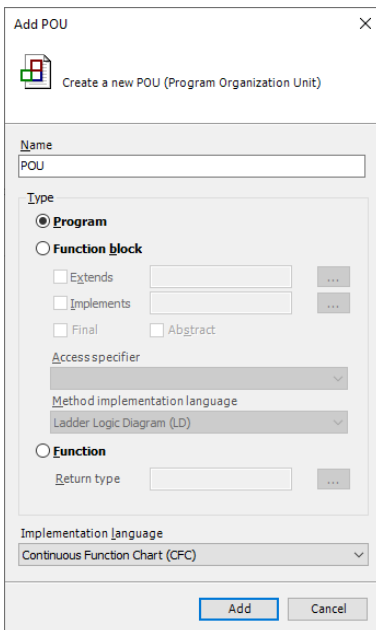 Add POU
Create a new POU (Program Organization Unit)
Name
POU
Type
Program
Function block
Extends
...
Implements
...
Final Abstract
Access specifier
Method implementation language
Ladder Logic Diagram (LD)
Function
Return type
...
Implementation language
Continuous Function Chart (CFC)
Add Cancel